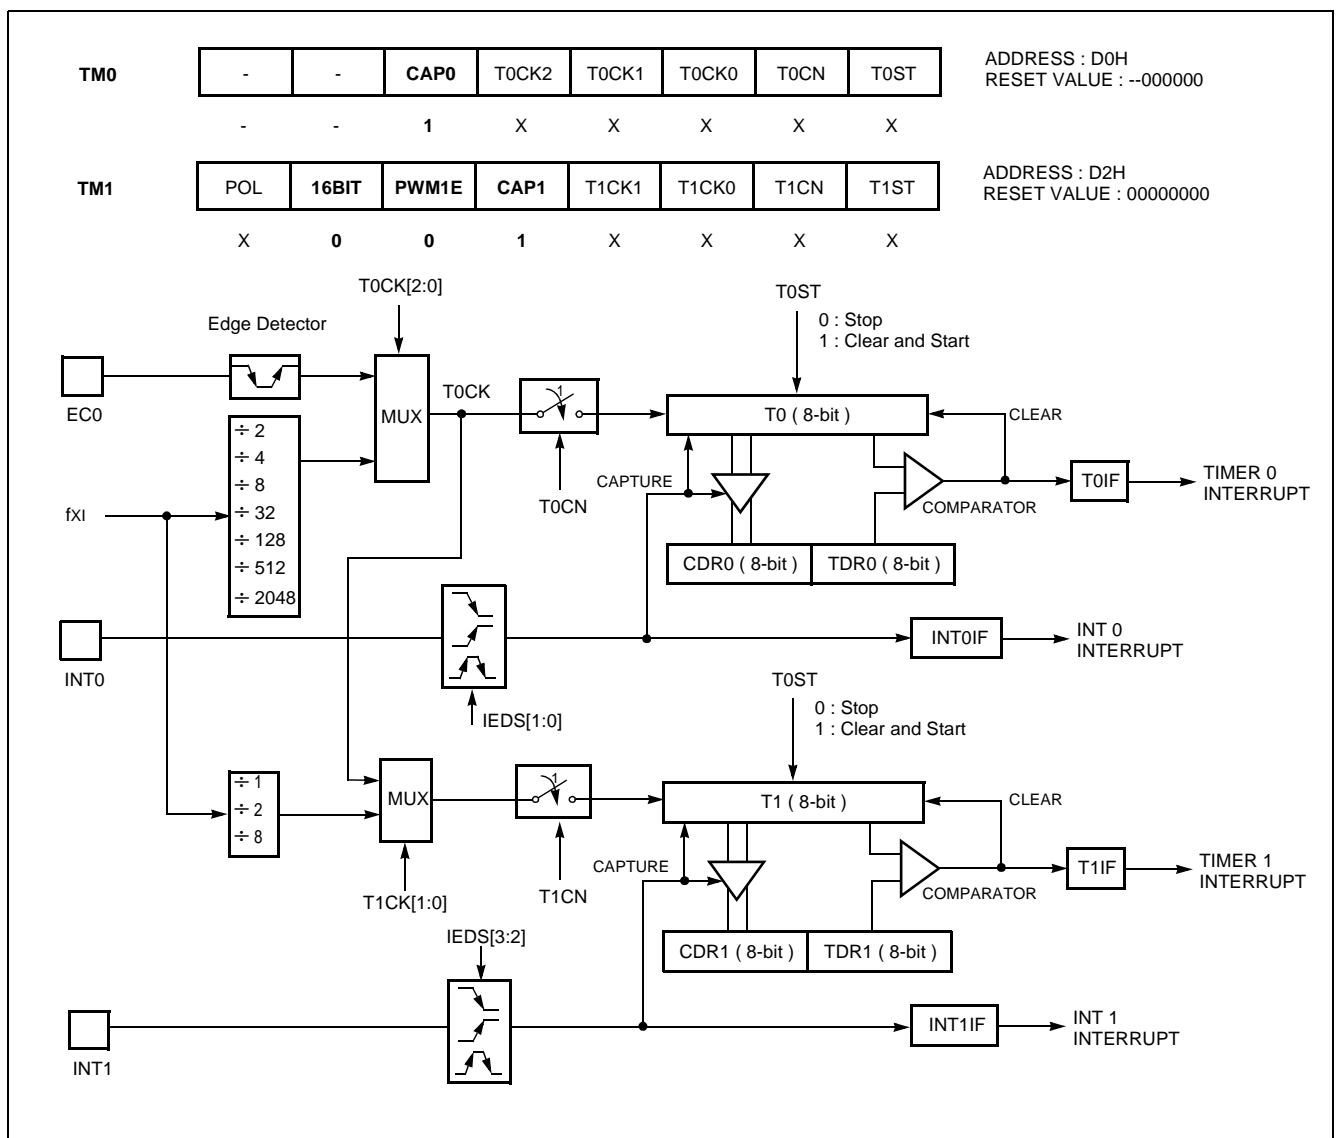 TM0 - - CAP0 T0CK2 T0CK1 T0CK0 T0CN T0ST ADDRESS : D0H
RESET VALUE : --000000
- - 1 X X X X X
TM1 POL 16BIT PWM1E CAP1 T1CK1 T1CK0 T1CN T1ST ADDRESS : D2H
RESET VALUE : 00000000
X 0 0 1 X X X X
T0CK[2:0]
T0ST
0 : Stop
1 : Clear and Start
Edge Detector
EC0
MUX
T0CK
1
T0CN
T0 ( 8-bit )
CLEAR
CAPTURE
COMPARATOR
T0IF
TIMER 0
INTERRUPT
fXI
÷ 2
÷ 4
÷ 8
÷ 32
÷ 128
÷ 512
÷ 2048
CDR0 ( 8-bit )
TDR0 ( 8-bit )
INT0
IEDS[1:0]
INT0IF
INT 0
INTERRUPT
T0ST
0 : Stop
1 : Clear and Start
÷ 1
÷ 2
÷ 8
MUX
T1CK[1:0]
1
T1CN
T1 ( 8-bit )
CLEAR
CAPTURE
COMPARATOR
T1IF
TIMER 1
INTERRUPT
CDR1 ( 8-bit )
TDR1 ( 8-bit )
IEDS[3:2]
INT1
INT1IF
INT 1
INTERRUPT